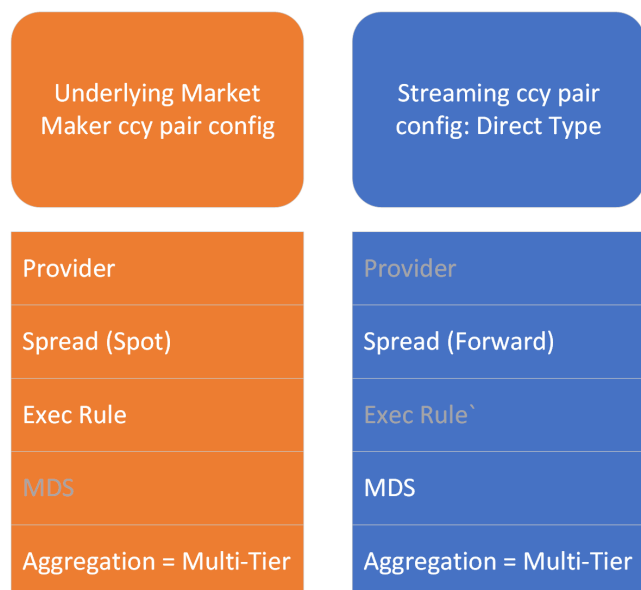 Underlying Market
Maker ccy pair config
Streaming ccy pair
config: Direct Type
Provider
Spread (Spot)
Exec Rule
MDS
Aggregation = Multi-Tier
Provider
Spread (Forward)
Exec Rule`
MDS
Aggregation = Multi-Tier